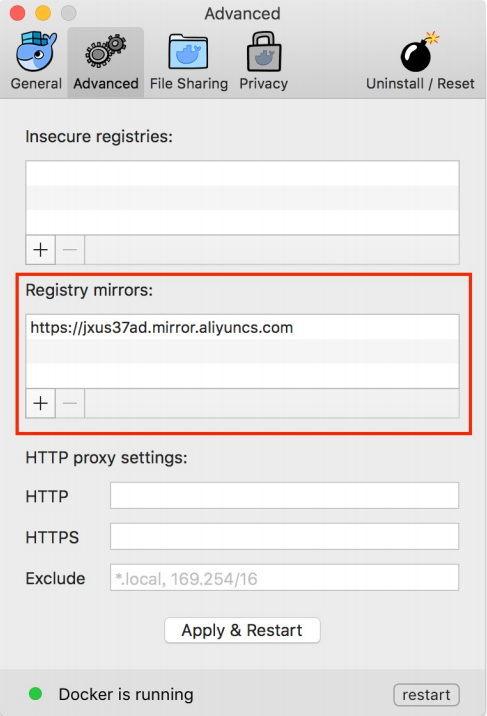 Advanced
General Advanced File Sharing Privacy Uninstall / Reset
Insecure registries:
+ −
Registry mirrors:
https://jxus37ad.mirror.aliyuncs.com
+ −
HTTP proxy settings:
HTTP
HTTPS
Exclude *.local, 169.254/16
Apply & Restart
Docker is running restart